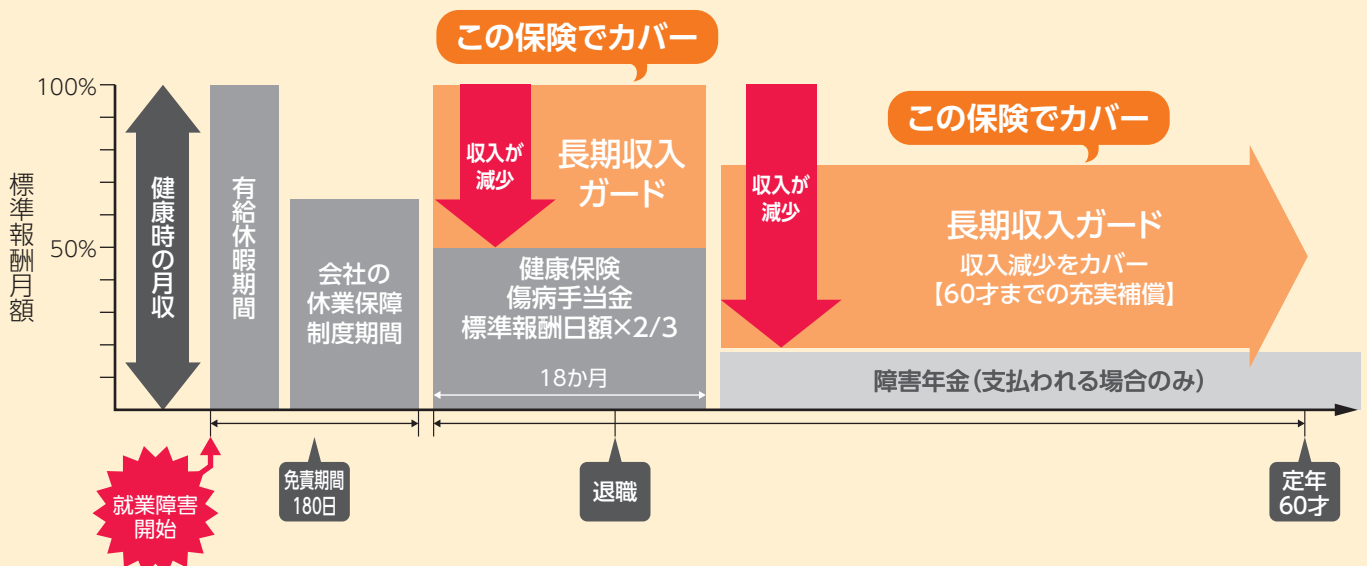 この保険でカバー
この保険でカバー
100%
50%
標準報酬月額
健康時の月収
有給休暇期間
会社の
休業保障
制度期間
収入が
減少
長期収入
ガード
健康保険
傷病手当金
標準報酬日額×2/3
18か月
収入が
減少
長期収入ガード
収入減少をカバー
【60才までの充実補償】
障害年金(支払われる場合のみ)
就業障害
開始
免責期間
180日
退職
定年
60才